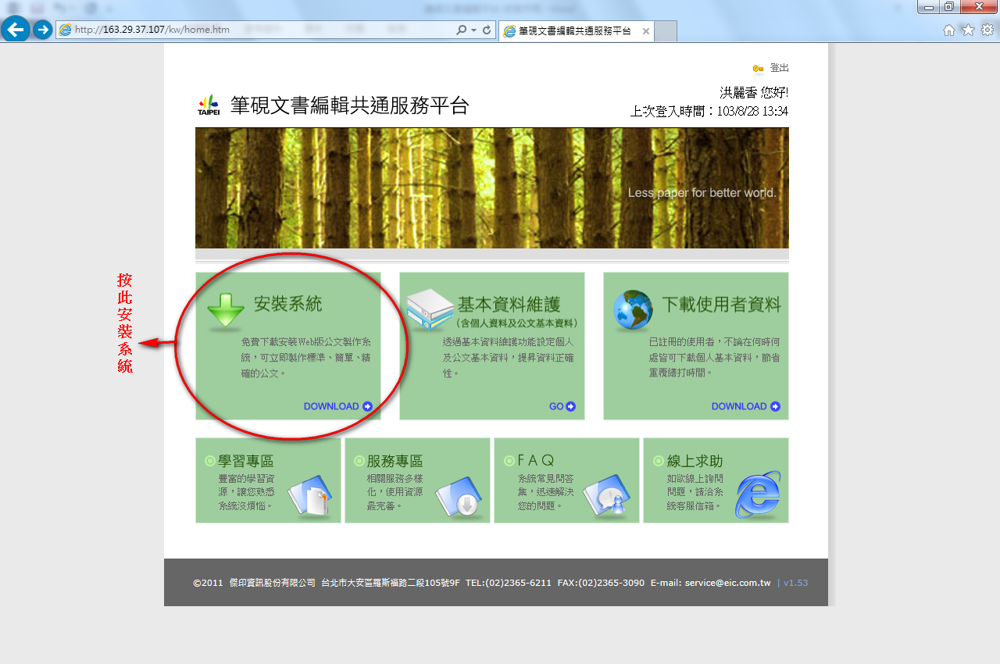 http://163.29.37.107/kw/home.htm
筆硯文書編輯共通服務平台
登出
洪麗香 您好!
上次登入時間：103/8/28 13:34
TAIPEI
筆硯文書編輯共通服務平台
Less paper for better world.
按此安裝系統
安裝系統
免費下載安裝Web版公文製作系
統，可立即製作標準、簡單、精
確的公文。
DOWNLOAD
基本資料維護
(含個人資料及公文基本資料)
透過基本資料維護功能設定個人
及公文基本資料，提昇資料正確
性。
GO
下載使用者資料
已註冊的使用者，不論在何時何
處皆可下載個人基本資料，節省
重覆繕打時間。
DOWNLOAD
學習專區
豐富的學習資
源，讓您熟悉
系統沒煩惱。
服務專區
相關服務多樣
化，使用資源
最完善。
FAQ
系統常見問答
集，迅速解決
您的問題。
線上求助
如欲線上詢問
問題，請洽系
統客服信箱。
©2011 傑印資訊股份有限公司 台北市大安區羅斯福路二段105號9F TEL:(02)2365-6211 FAX:(02)2365-3090 E-mail: service@eic.com.tw | v1.53